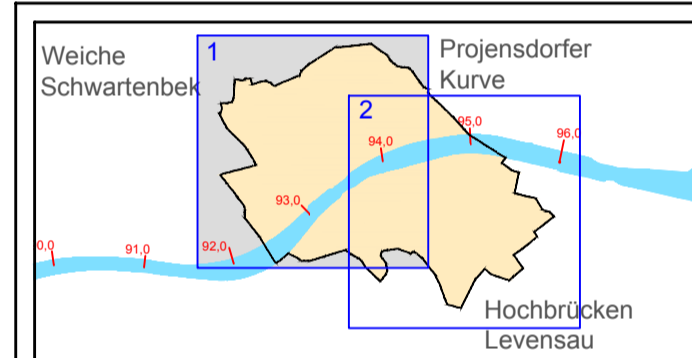 Weiche
Schwartenbek
1
Projensdorfer
Kurve
2
95,0
96,0
94,0
93,0
92,0
91,0
0,0
Hochbrücken
Levensau